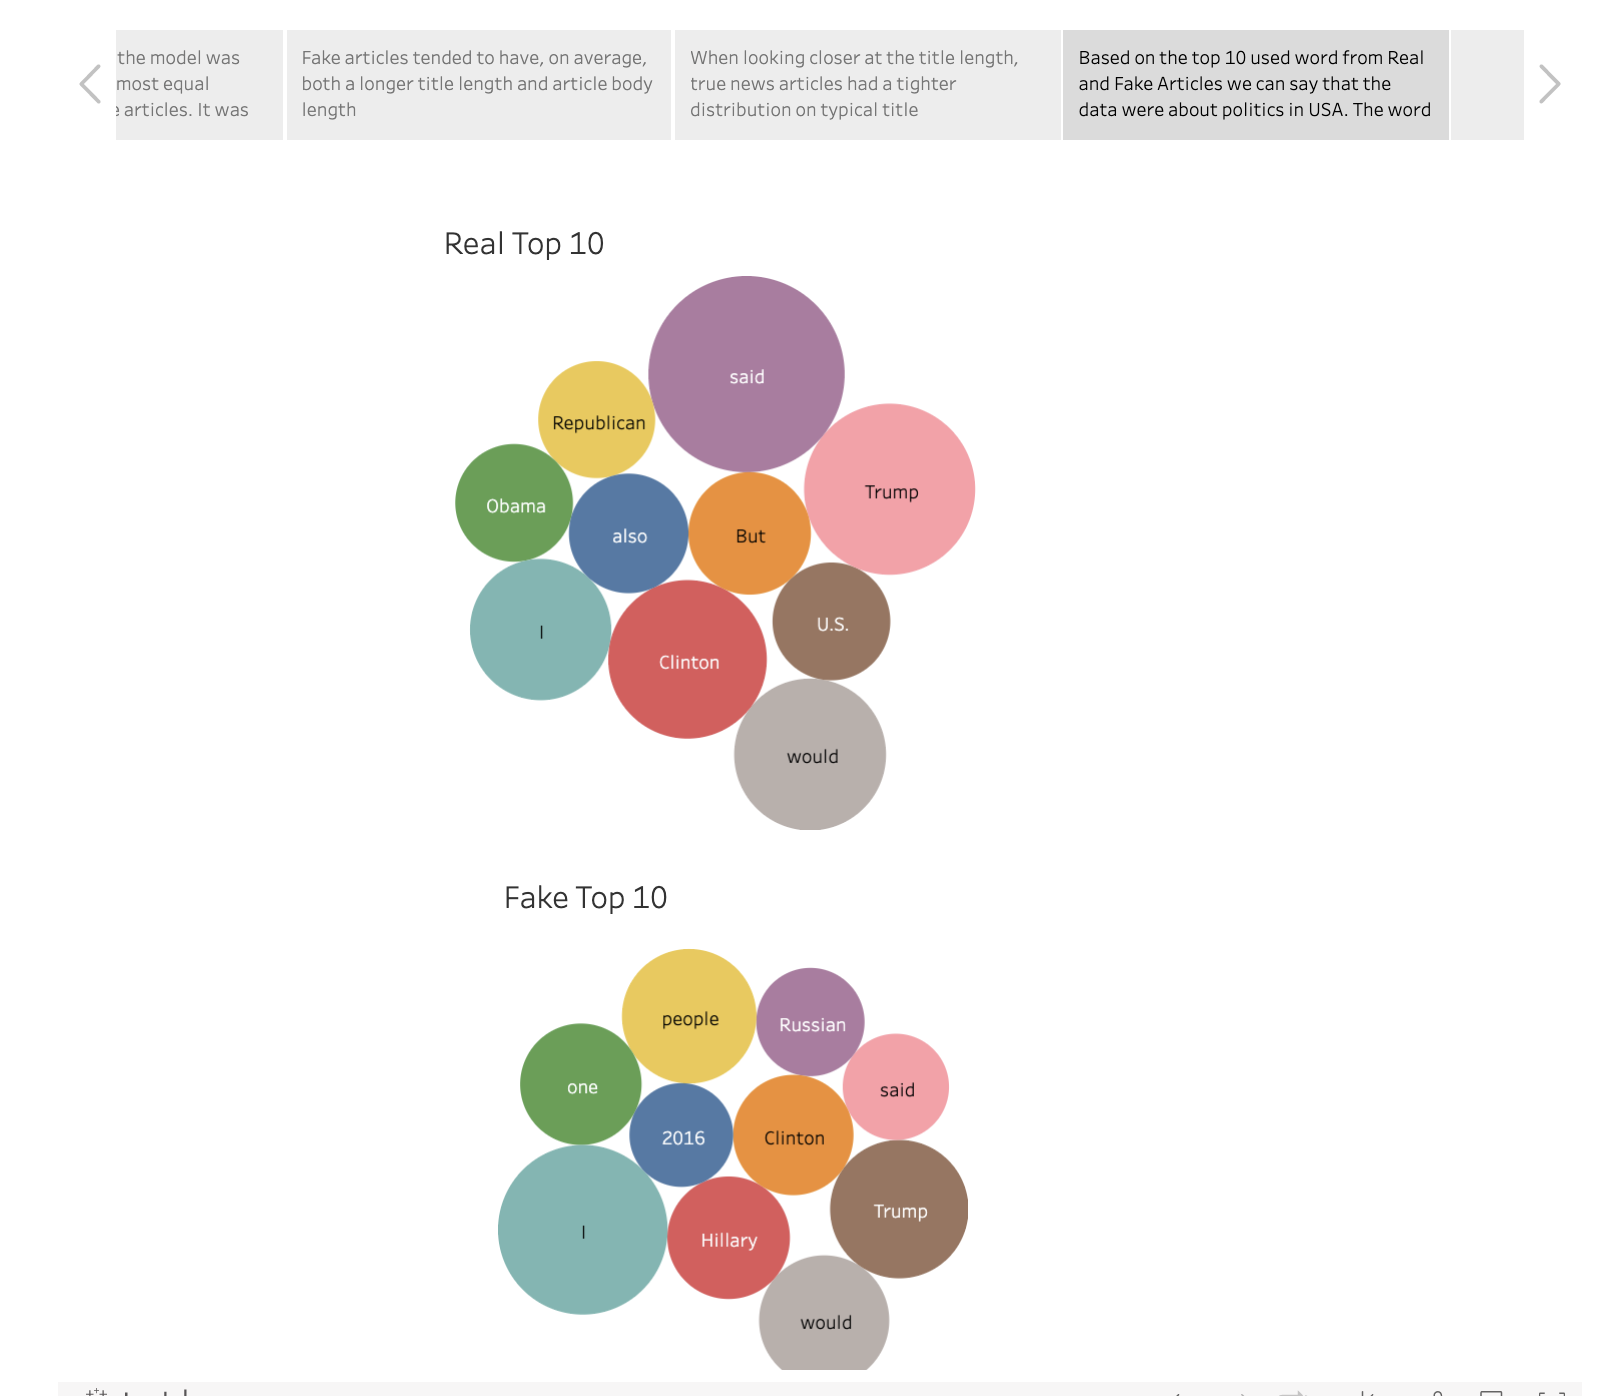 the model was
most equal
articles. It was
Fake articles tended to have, on average,
both a longer title length and article body
length
When looking closer at the title length,
true news articles had a tighter
distribution on typical title
Based on the top 10 used word from Real
and Fake Articles we can say that the
data were about politics in USA. The word
Real Top 10
said
Republican
Trump
Obama
also
But
I
U.S.
Clinton
would
Fake Top 10
people
Russian
one
said
2016
Clinton
Trump
I
Hillary
would